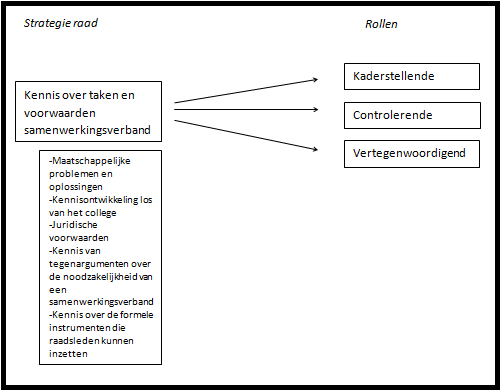 Strategie raad
Rollen
Kennis over taken en
voorwaarden
samenwerkingsverband
Kaderstellende
Controlerende
Vertegenwoordigend
-Maatschappelijke
problemen en
oplossingen
-Kennisontwikkeling los
van het college
-Juridische
voorwaarden
-Kennis van
tegenargumenten over
de noodzakelijkheid van
een
samenwerkingsverband
-Kennis over de formele
instrumenten die
raadsleden kunnen
inzetten